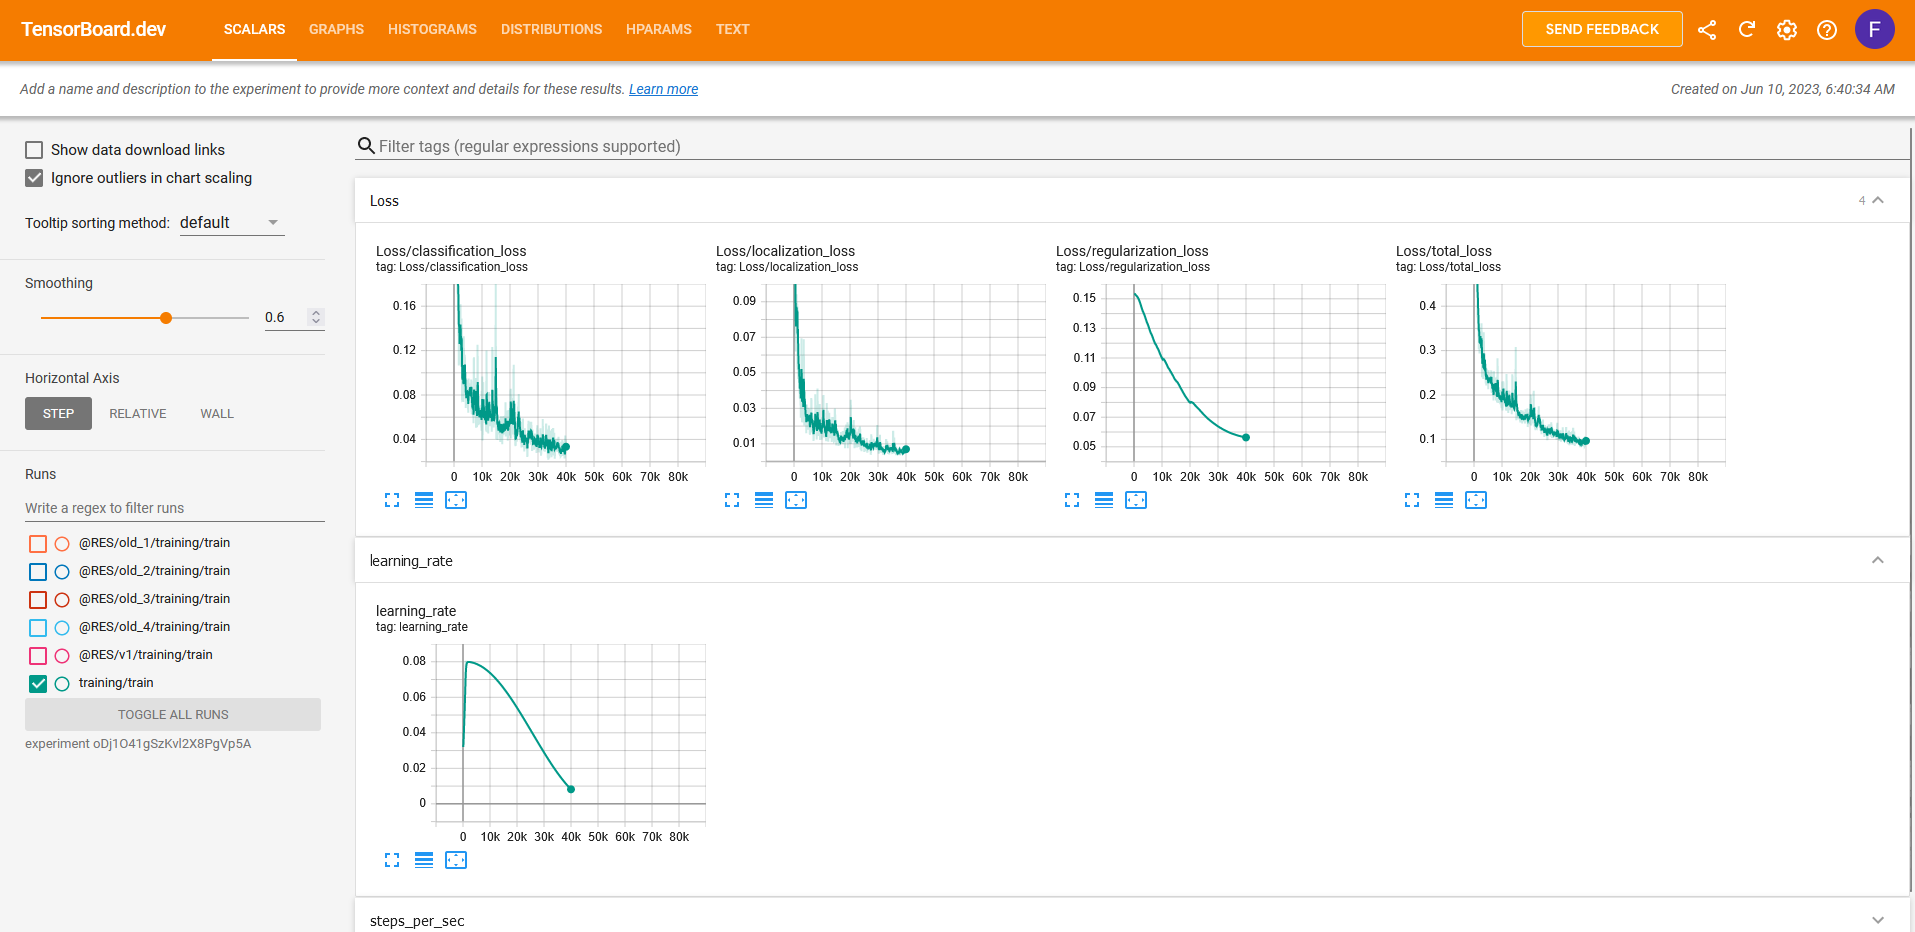 TensorBoard.dev
SCALARS GRAPHS HISTOGRAMS DISTRIBUTIONS HPARAMS TEXT
SEND FEEDBACK
F
Add a name and description to the experiment to provide more context and details for these results. Learn more
Created on Jun 10, 2023, 6:40:34 AM
Show data download links
Ignore outliers in chart scaling
Tooltip sorting method: default
Smoothing
0.6
Horizontal Axis
STEP RELATIVE WALL
Runs
Write a regex to filter runs
@RES/old_1/training/train
@RES/old_2/training/train
@RES/old_3/training/train
@RES/old_4/training/train
@RES/v1/training/train
training/train
TOGGLE ALL RUNS
experiment oDj1O41gSzKvl2X8PgVp5A
Filter tags (regular expressions supported)
Loss
4
Loss/classification_loss
tag: Loss/classification_loss
0.16
0.12
0.08
0.04
0 10k 20k 30k 40k 50k 60k 70k 80k
Loss/localization_loss
tag: Loss/localization_loss
0.09
0.07
0.05
0.03
0.01
0 10k 20k 30k 40k 50k 60k 70k 80k
Loss/regularization_loss
tag: Loss/regularization_loss
0.15
0.13
0.11
0.09
0.07
0.05
0 10k 20k 30k 40k 50k 60k 70k 80k
Loss/total_loss
tag: Loss/total_loss
0.4
0.3
0.2
0.1
0 10k 20k 30k 40k 50k 60k 70k 80k
learning_rate
learning_rate
tag: learning_rate
0.08
0.06
0.04
0.02
0
0 10k 20k 30k 40k 50k 60k 70k 80k
steps_per_sec